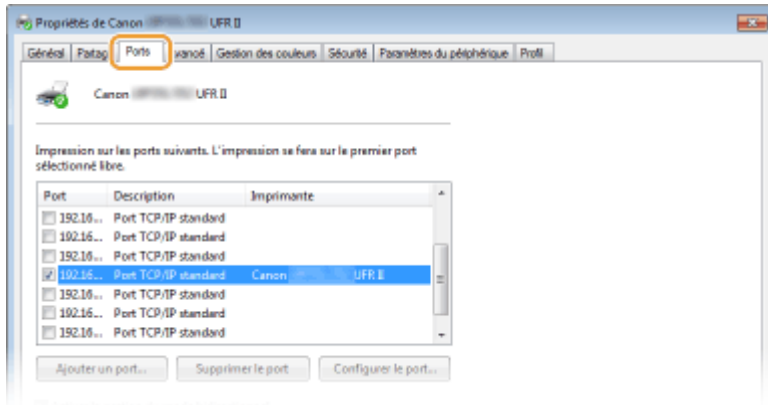 Propriétés de Canon UFR II
Général Partag Ports vancé Gestion des couleurs Sécurité Paramètres du périphérique Profil
Canon UFR II
Impression sur les ports suivants. L'impression se fera sur le premier port
sélectionné libre.
Port Description Imprimante
192.16... Port TCP/IP standard
192.16... Port TCP/IP standard
192.16... Port TCP/IP standard
192.16... Port TCP/IP standard Canon UFR II
192.16... Port TCP/IP standard
192.16... Port TCP/IP standard
192.16... Port TCP/IP standard
Ajouter un port... Supprimer le port Configurer le port...